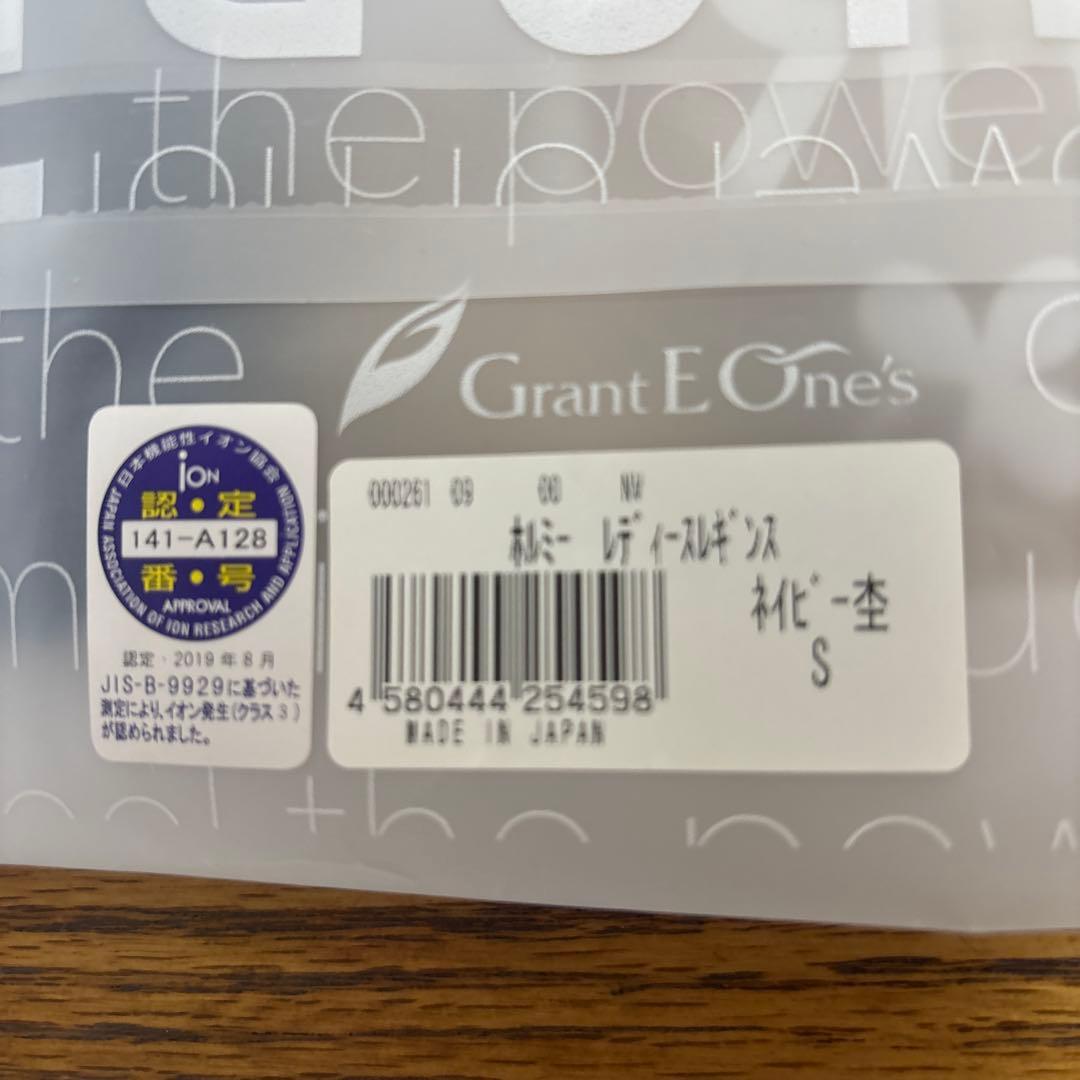 the powe
the
Grant E One's
日本機能性イオン協会
ION
認・定
141-A128
番・号
APPROVAL
JAPAN ASSOCIATION OF ION RESEARCH AND APPLICATION
認定・2019年8月
JIS-B-9929に基づいた
測定により、イオン発生(クラス3)
が認められました。
000261 09 00 NV
ホルミー レディースレギンス
ネイビー杢
S
4 580444 254598
MADE IN JAPAN